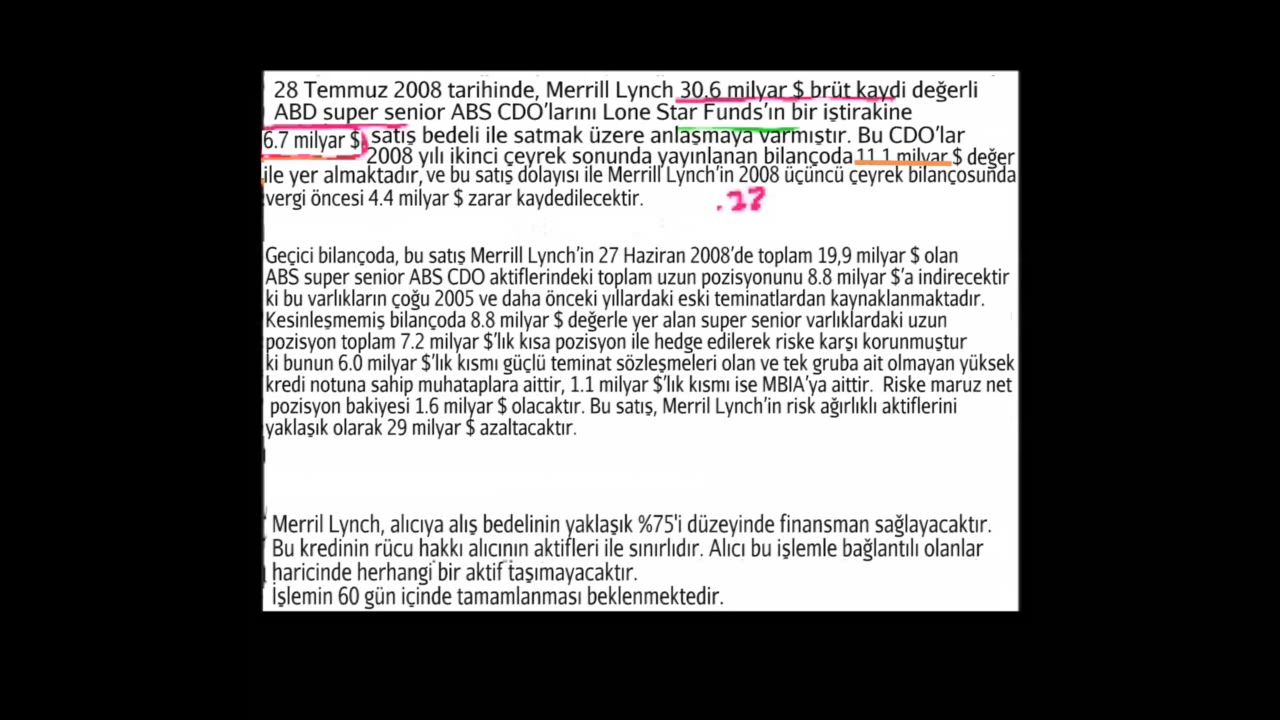 28 Temmuz 2008 tarihinde, Merrill Lynch 30.6 milyar $ brüt kaydi değerli
ABD super senior ABS CDO'larını Lone Star Funds'ın bir iştirakine
6.7 milyar $ satış bedeli ile satmak üzere anlaşmaya varmıştır. Bu CDO'lar
2008 yılı ikinci çeyrek sonunda yayınlanan bilançoda 11.1 milyar $ değer
ile yer almaktadır, ve bu satış dolayısı ile Merrill Lynch'in 2008 üçüncü çeyrek bilançosunda
vergi öncesi 4.4 milyar $ zarar kaydedilecektir.
.22
Geçici bilançoda, bu satış Merrill Lynch'in 27 Haziran 2008'de toplam 19,9 milyar $ olan
ABS super senior ABS CDO aktiflerindeki toplam uzun pozisyonunu 8.8 milyar $'a indirecektir
ki bu varlıkların çoğu 2005 ve daha önceki yıllardaki eski teminatlardan kaynaklanmaktadır.
Kesinleşmemiş bilançoda 8.8 milyar $ değerle yer alan super senior varlıklardaki uzun
pozisyon toplam 7.2 milyar $'lık kısa pozisyon ile hedge edilerek riske karşı korunmuştur
ki bunun 6.0 milyar $'lık kısmı güçlü teminat sözleşmeleri olan ve tek gruba ait olmayan yüksek
kredi notuna sahip muhataplara aittir, 1.1 milyar $'lık kısmı ise MBIA'ya aittir. Riske maruz net
pozisyon bakiyesi 1.6 milyar $ olacaktır. Bu satış, Merril Lynch'in risk ağırlıklı aktiflerini
yaklaşık olarak 29 milyar $ azaltacaktır.
Merril Lynch, alıcıya alış bedelinin yaklaşık %75'i düzeyinde finansman sağlayacaktır.
Bu kredinin rücu hakkı alıcının aktifleri ile sınırlıdır. Alıcı bu işlemle bağlantılı olanlar
haricinde herhangi bir aktif taşımayacaktır.
İşlemin 60 gün içinde tamamlanması beklenmektedir.